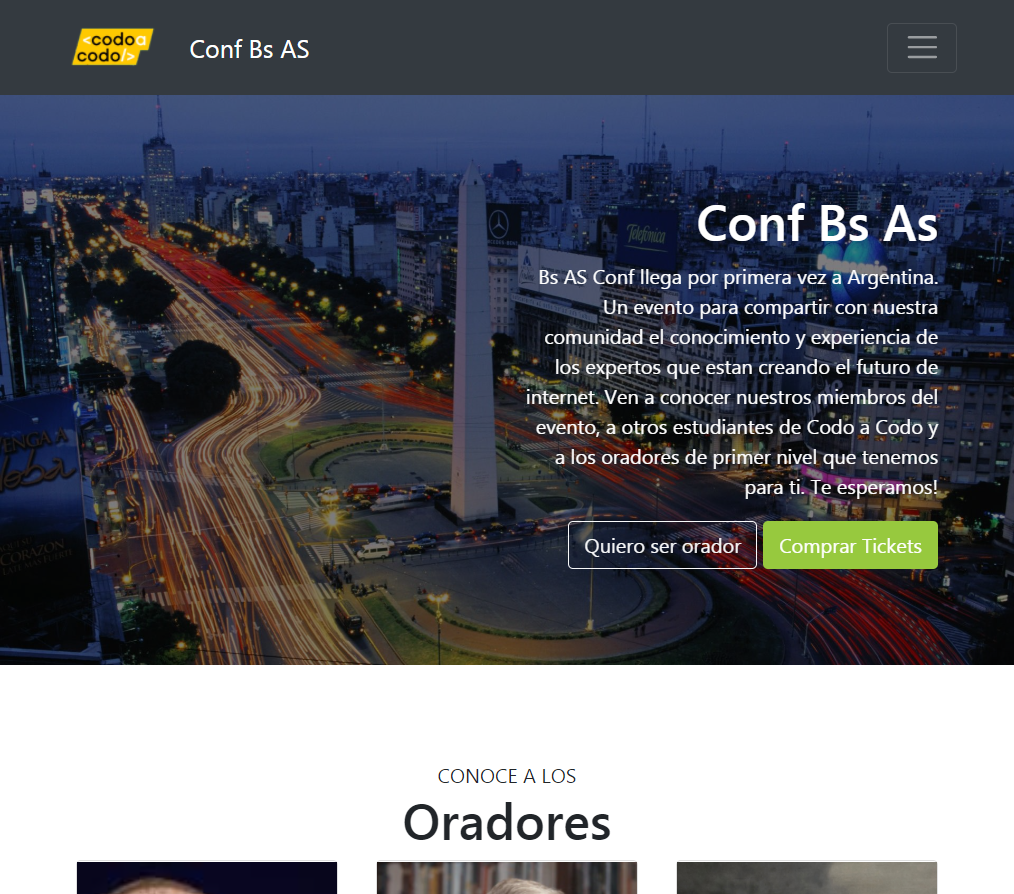 <codo a
codo/>
Conf Bs AS
Conf Bs As
Telefónica
Bs AS Conf llega por primera vez a Argentina.
Un evento para compartir con nuestra
comunidad el conocimiento y experiencia de
los expertos que estan creando el futuro de
internet. Ven a conocer nuestros miembros del
evento, a otros estudiantes de Codo a Codo y
a los oradores de primer nivel que tenemos
para ti. Te esperamos!
VENGA A
CORAZON
Quiero ser orador
Comprar Tickets
CONOCE A LOS
Oradores